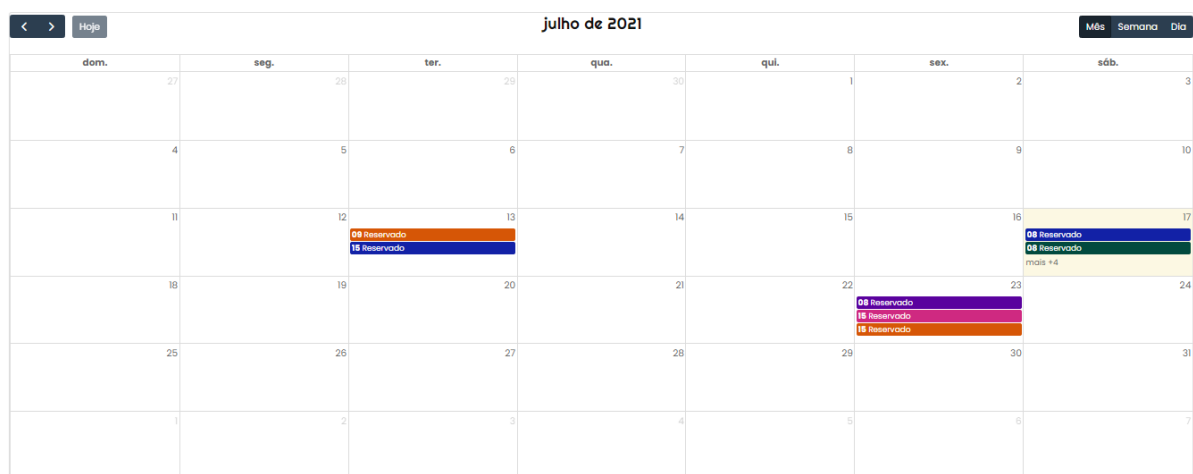 Hoje julho de 2021 Mês Semana Dia
dom. seg. ter. qua. qui. sex. sáb.
27 28 29 30 1 2 3
4 5 6 7 8 9 10
11 12 13 14 15 16 17
09 Reservado 08 Reservado
15 Reservado 08 Reservado
mais +4
18 19 20 21 22 23 24
08 Reservado
15 Reservado
15 Reservado
25 26 27 28 29 30 31
1 2 3 4 5 6 7